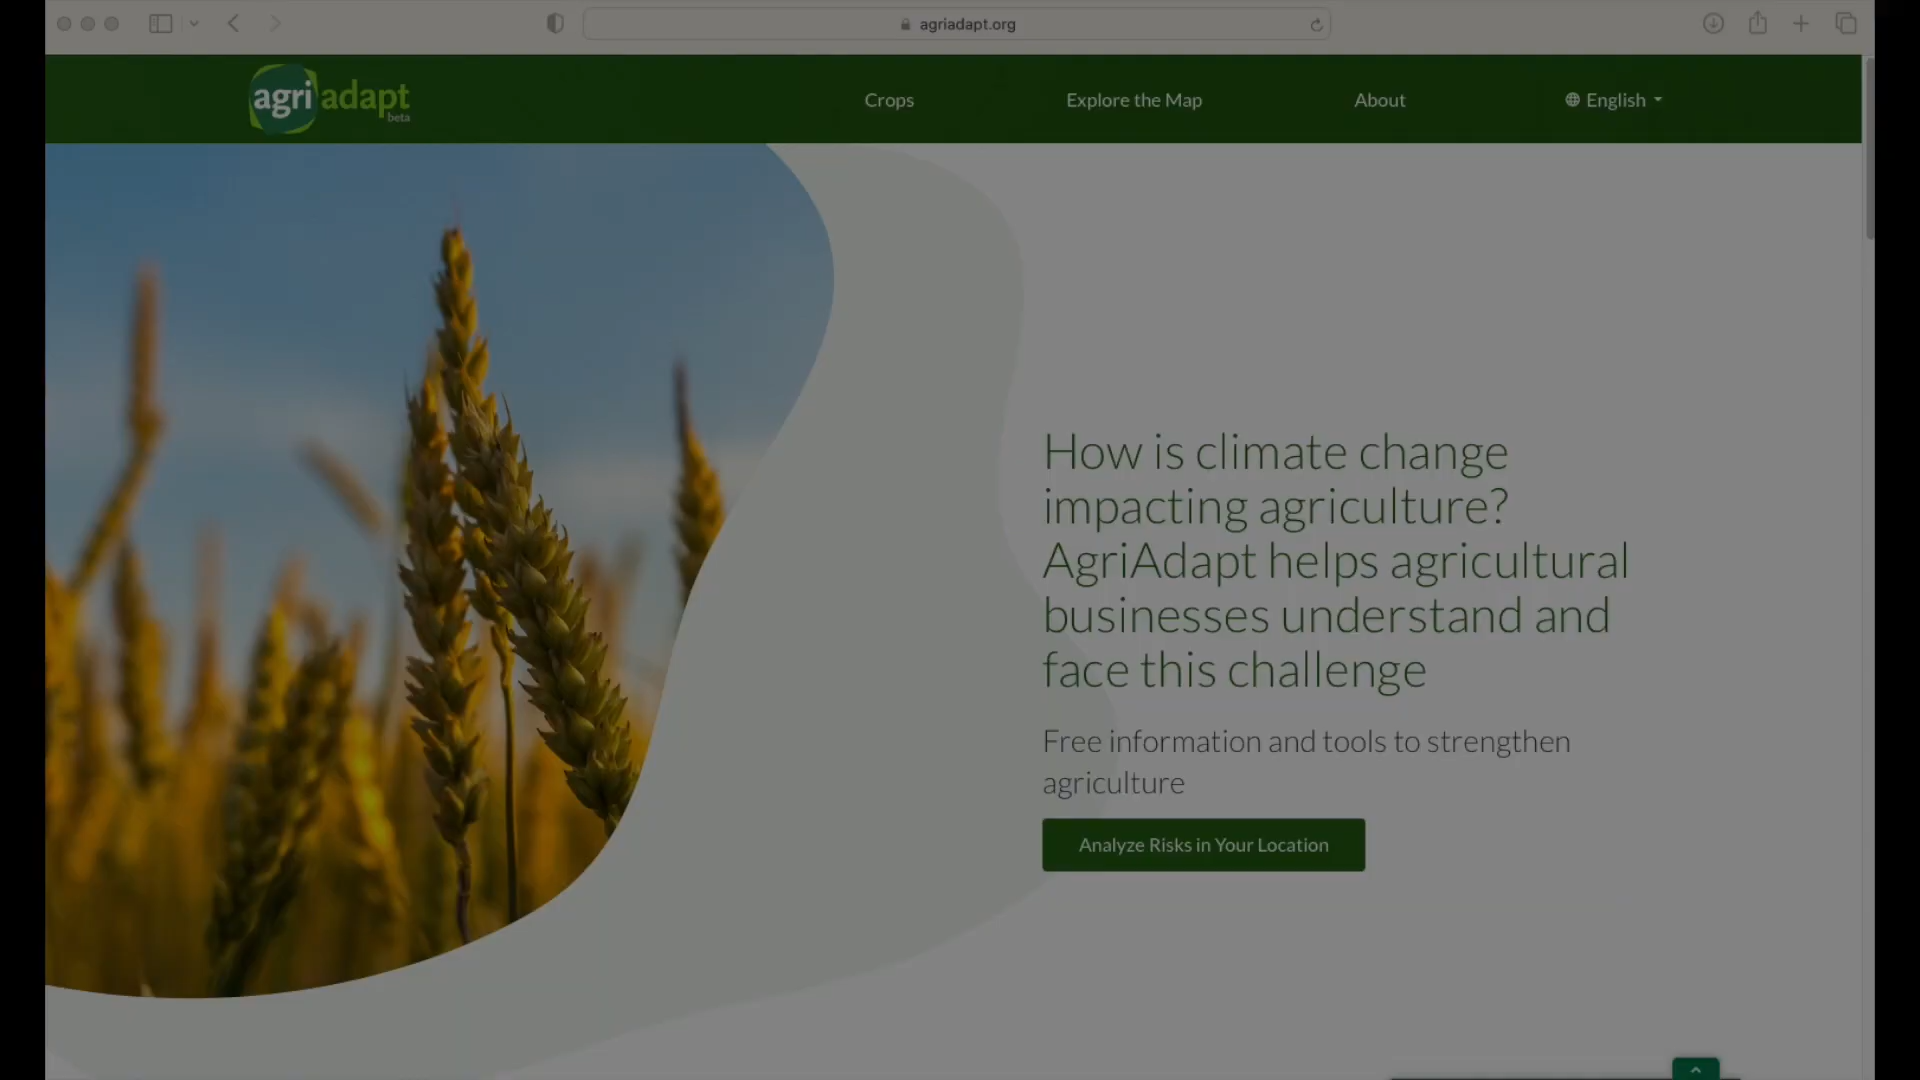 agriadapt.org
agri adapt
beta
Crops
Explore the Map
About
English
How is climate change
impacting agriculture?
AgriAdapt helps agricultural
businesses understand and
face this challenge
Free information and tools to strengthen
agriculture
Analyze Risks in Your Location